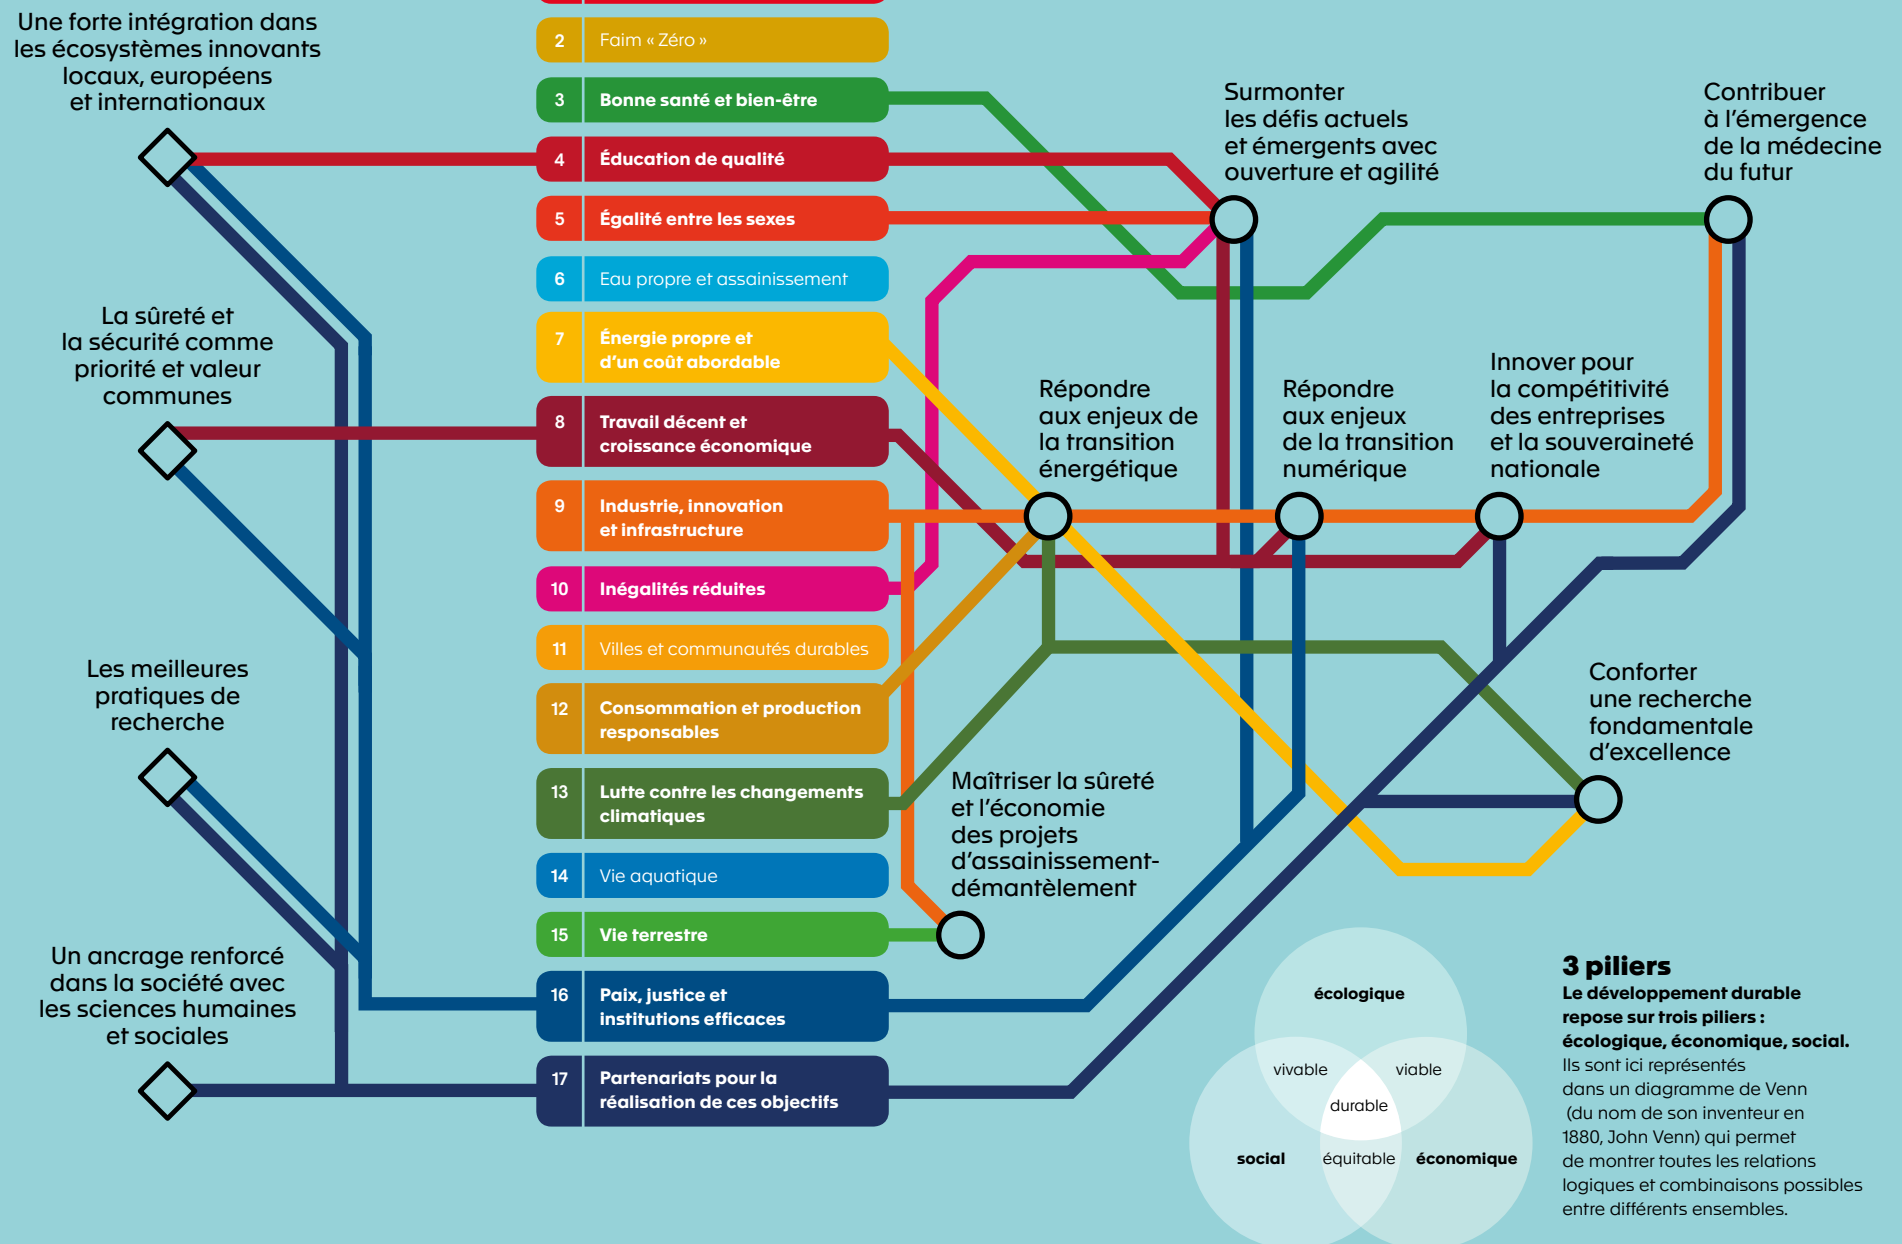 Une forte intégration dans
les écosystèmes innovants
locaux, européens
et internationaux
La sûreté et
la sécurité comme
priorité et valeur
communes
Les meilleures
pratiques de
recherche
Un ancrage renforcé
dans la société avec
les sciences humaines
et sociales
2 Faim « Zéro »
3 Bonne santé et bien-être
4 Éducation de qualité
5 Égalité entre les sexes
6 Eau propre et assainissement
7 Énergie propre et
d’un coût abordable
8 Travail décent et
croissance économique
9 Industrie, innovation
et infrastructure
10 Inégalités réduites
11 Villes et communautés durables
12 Consommation et production
responsables
13 Lutte contre les changements
climatiques
14 Vie aquatique
15 Vie terrestre
16 Paix, justice et
institutions efficaces
17 Partenariats pour la
réalisation de ces objectifs
Surmonter
les défis actuels
et émergents avec
ouverture et agilité
Contribuer
à l’émergence
de la médecine
du futur
Répondre
aux enjeux de
la transition
énergétique
Répondre
aux enjeux
de la transition
numérique
Innover pour
la compétitivité
des entreprises
et la souveraineté
nationale
Conforter
une recherche
fondamentale
d’excellence
Maîtriser la sûreté
et l’économie
des projets
d’assainissement-
démantèlement
écologique
vivable
viable
durable
social
équitable
économique
3 piliers
Le développement durable
repose sur trois piliers :
écologique, économique, social.
Ils sont ici représentés
dans un diagramme de Venn
(du nom de son inventeur en
1880, John Venn) qui permet
de montrer toutes les relations
logiques et combinaisons possibles
entre différents ensembles.